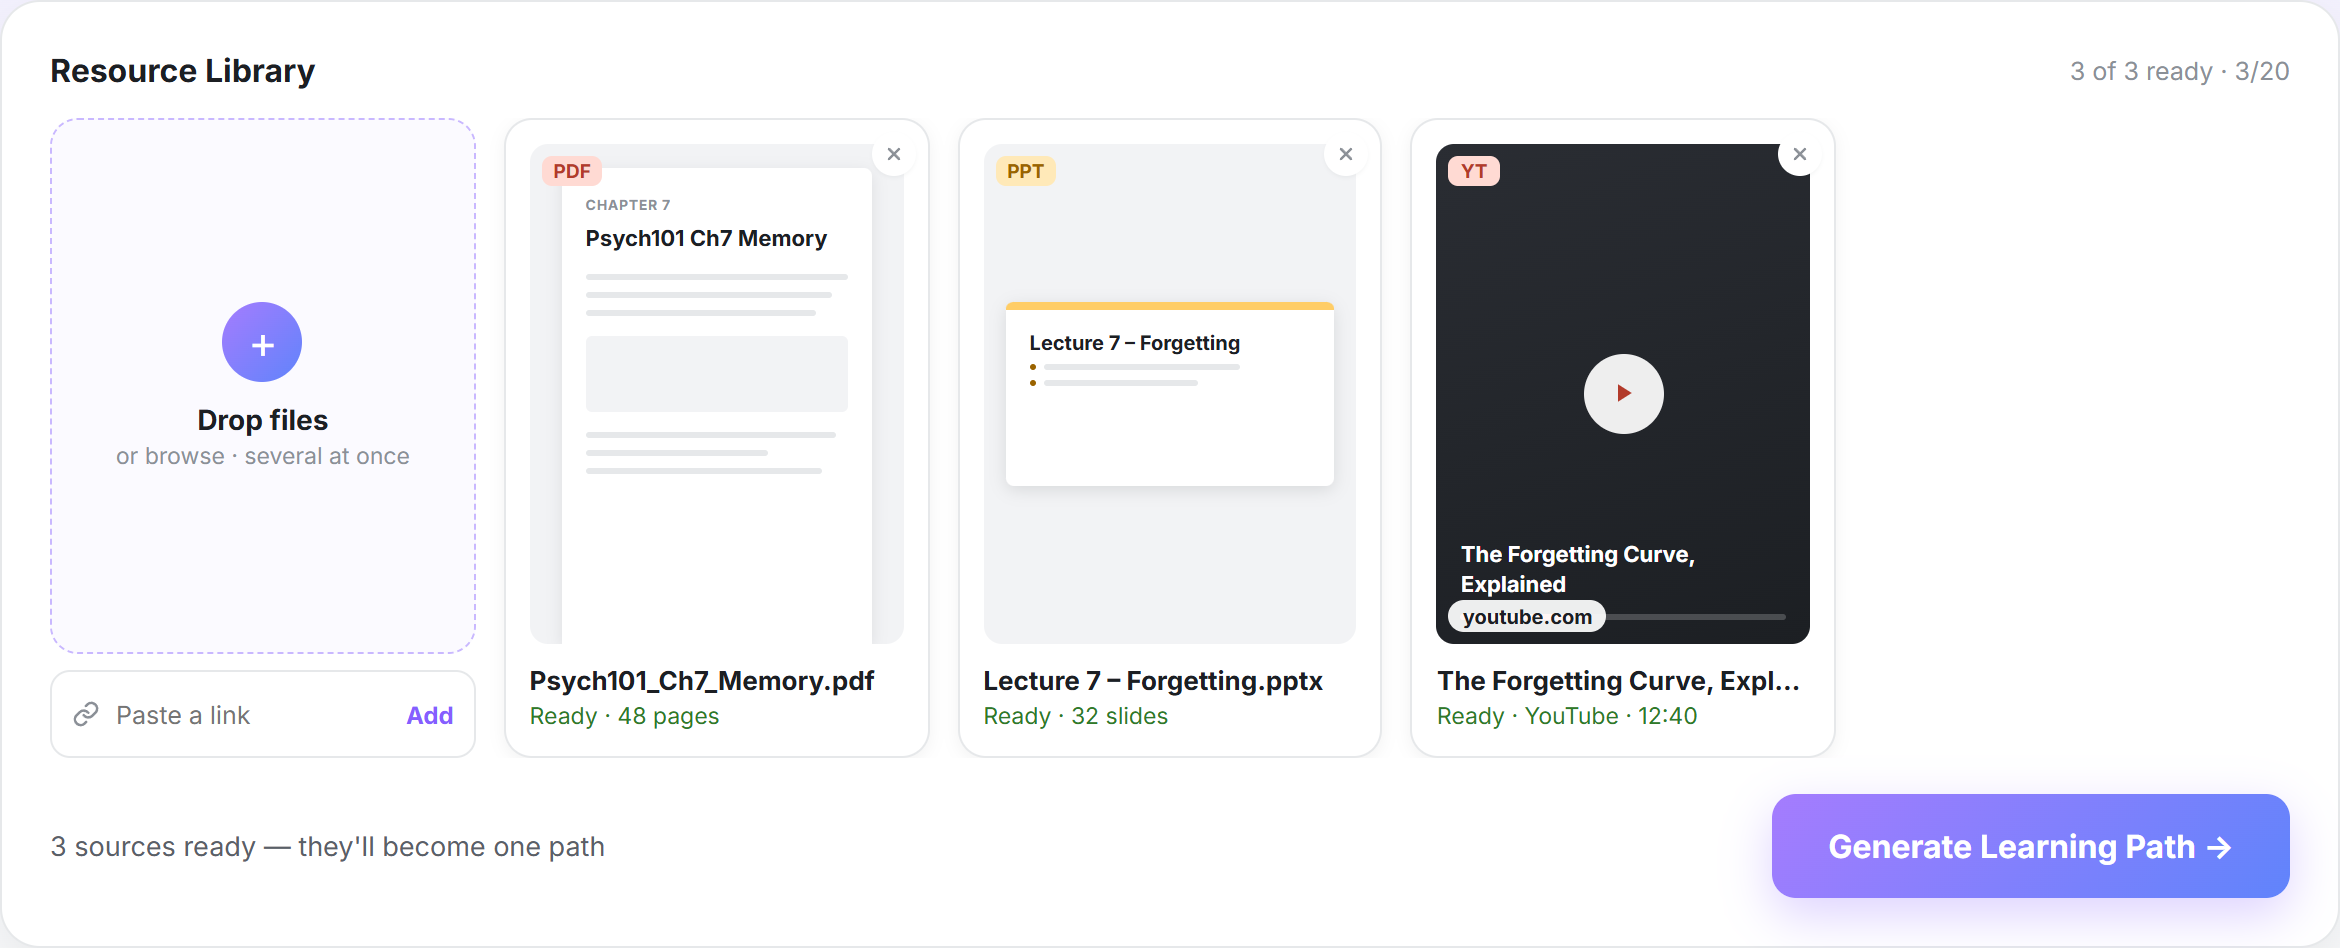 Resource Library
3 of 3 ready · 3/20
+
Drop files
or browse · several at once
Paste a link
Add
PDF
CHAPTER 7
Psych101 Ch7 Memory
Psych101_Ch7_Memory.pdf
Ready · 48 pages
PPT
Lecture 7 – Forgetting
Lecture 7 – Forgetting.pptx
Ready · 32 slides
YT
The Forgetting Curve,
Explained
youtube.com
The Forgetting Curve, Expl...
Ready · YouTube · 12:40
3 sources ready — they'll become one path
Generate Learning Path →